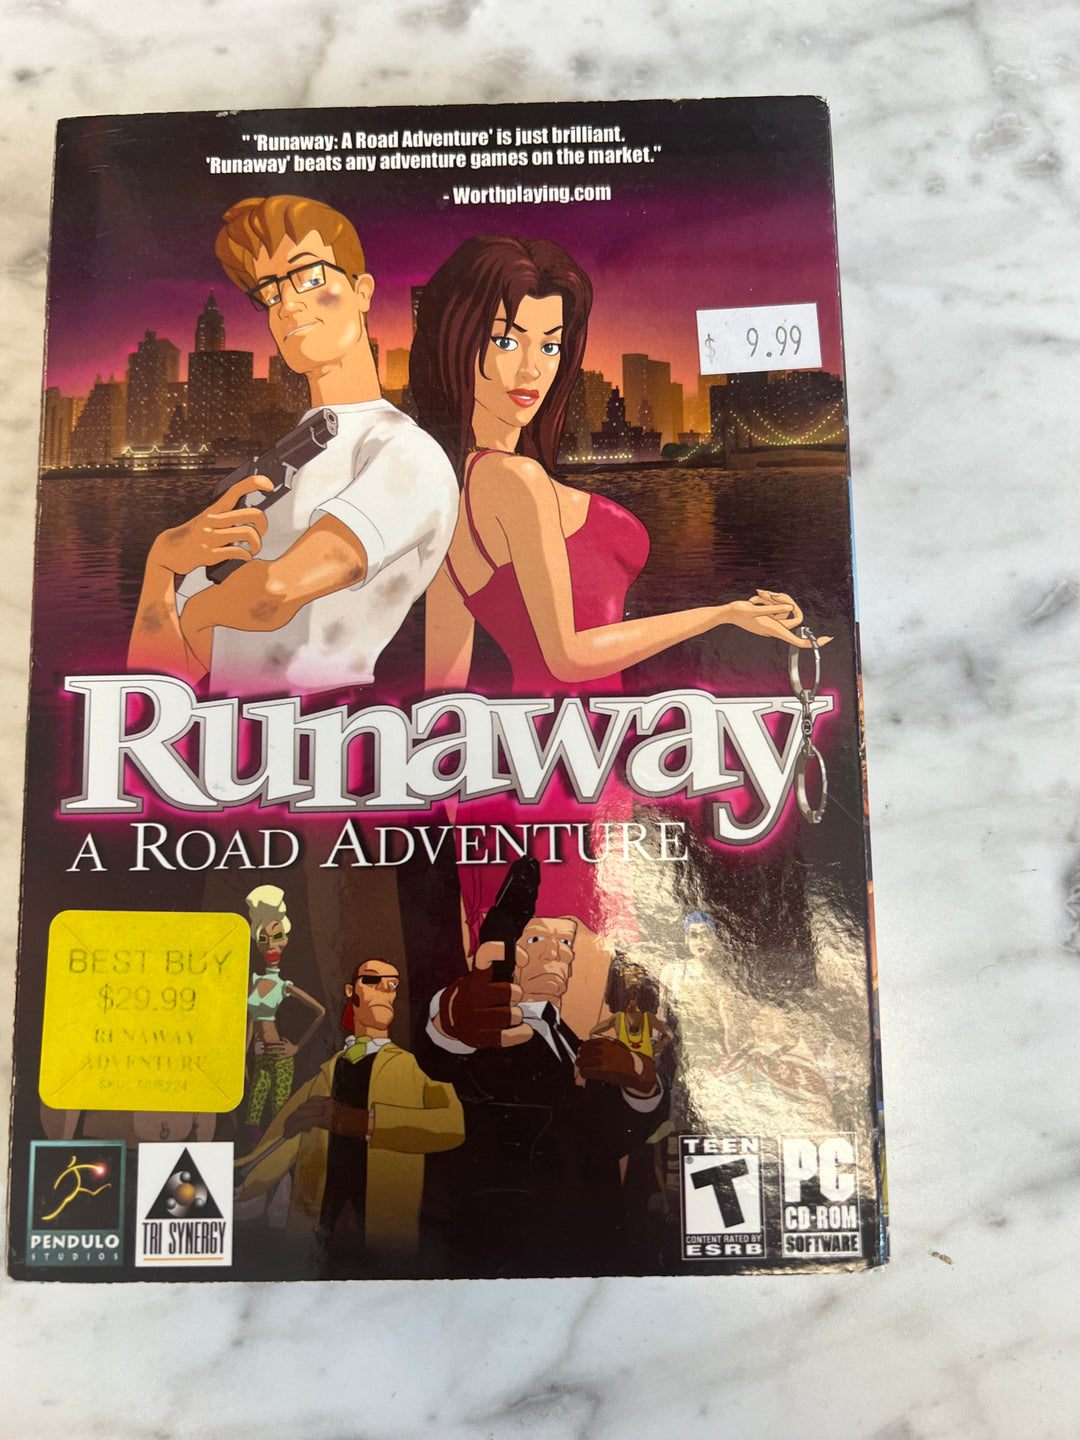 " 'Runaway: A Road Adventure' is just brilliant.
'Runaway' beats any adventure games on the market."
- Worthplaying.com
$ 9.99
Runaway
A ROAD ADVENTURE
BEST BUY
$29.99
RUNAWAY
ADVENTURE
SKU:
PENDULO
STUDIOS
TRI SYNERGY
TEEN
T
®
CONTENT RATED BY
ESRB
PC
CD-ROM
SOFTWARE